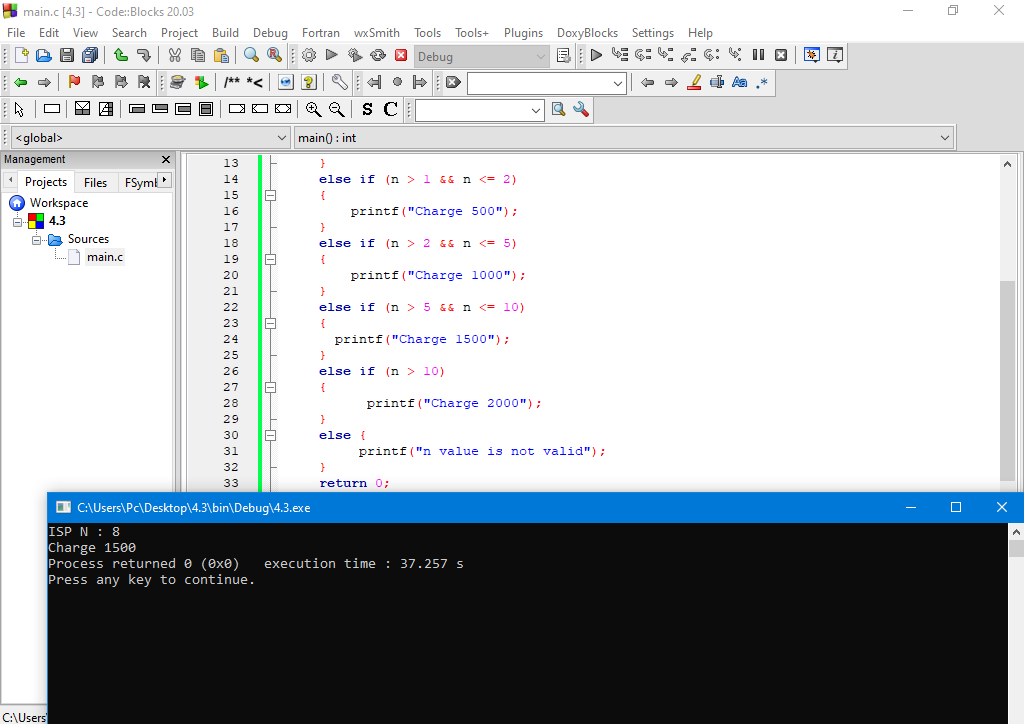 main.c [4.3] - Code::Blocks 20.03
File Edit View Search Project Build Debug Fortran wxSmith Tools Tools+ Plugins DoxyBlocks Settings Help
Debug
/** *<
S C
Aa .*
<global>
main() : int
Management
Projects Files FSymb
Workspace
4.3
Sources
main.c
13 }
14 else if (n > 1 && n <= 2)
15 {
16 printf("Charge 500");
17 }
18 else if (n > 2 && n <= 5)
19 {
20 printf("Charge 1000");
21 }
22 else if (n > 5 && n <= 10)
23 {
24 printf("Charge 1500");
25 }
26 else if (n > 10)
27 {
28 printf("Charge 2000");
29 }
30 else {
31 printf("n value is not valid");
32 }
33 return 0;
C:\Users\Pc\Desktop\4.3\bin\Debug\4.3.exe
ISP N : 8
Charge 1500
Process returned 0 (0x0) execution time : 37.257 s
Press any key to continue.
C:\Users